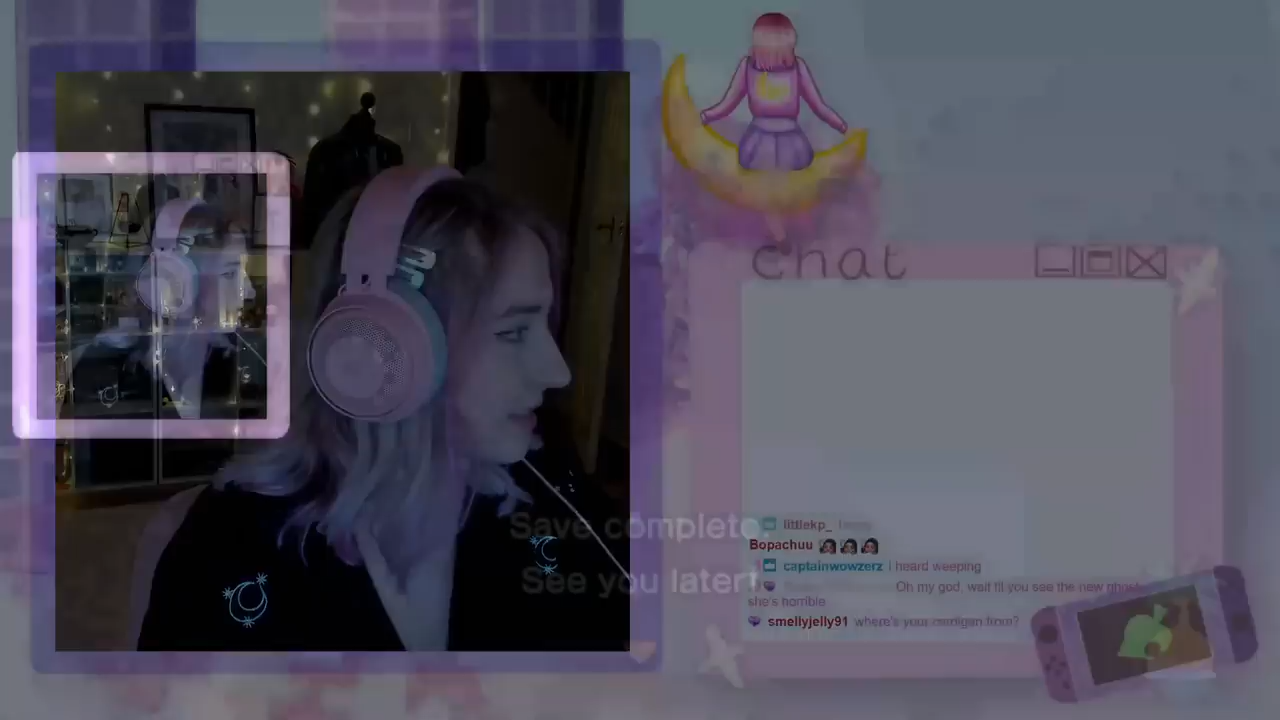 chat
Save complete.
See you later!
littlekp_
Bopachuu
captainwowzerz i heard weeping
Oh my god, wait til you see the new ghost
she's horrible
smellyjelly91 where's your cardigan from?